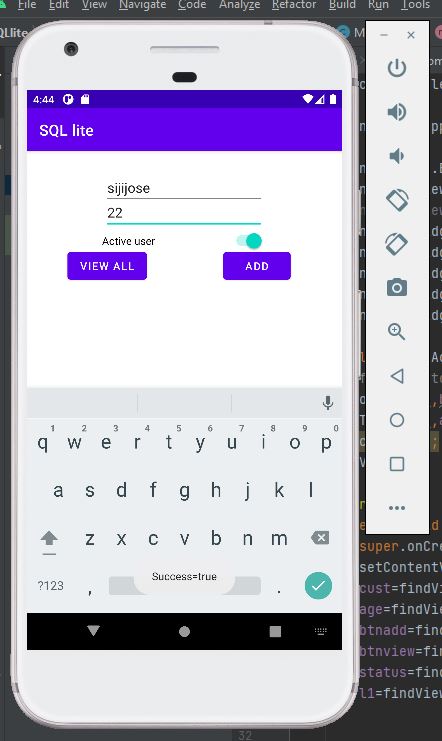 File Edit View Navigate Code Analyze Refactor Build Run Tools
QLlite
4:44
SQL lite
sijijose
22
Active user
VIEW ALL ADD
1 2 3 4 5 6 7 8 9 0
q w e r t y u i o p
a s d f g h j k l
z x c v b n m
?123 , .
Success=true
super.onCre
setContentV
cust=findVi
age=findVie
btnadd=fin
btnview=fin
status=find
l1=findView
32